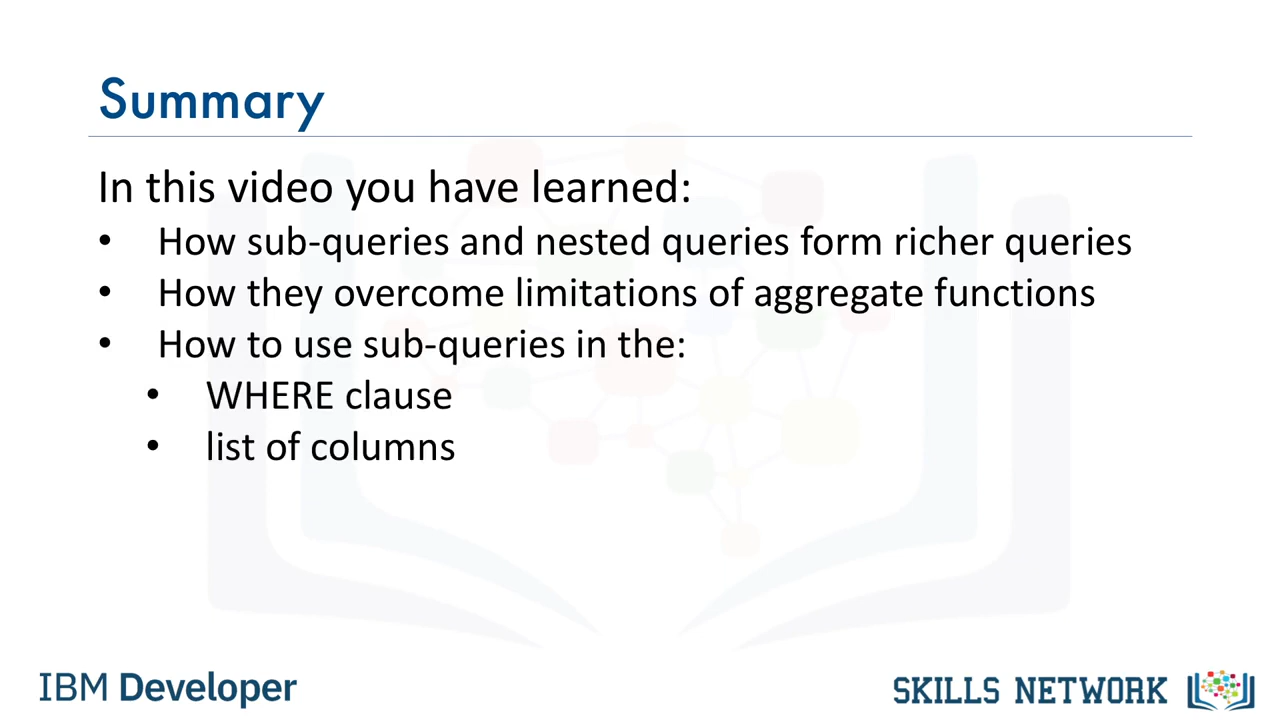 Summary
In this video you have learned:
• How sub-queries and nested queries form richer queries
• How they overcome limitations of aggregate functions
• How to use sub-queries in the:
• WHERE clause
• list of columns
IBM Developer
SKILLS NETWORK